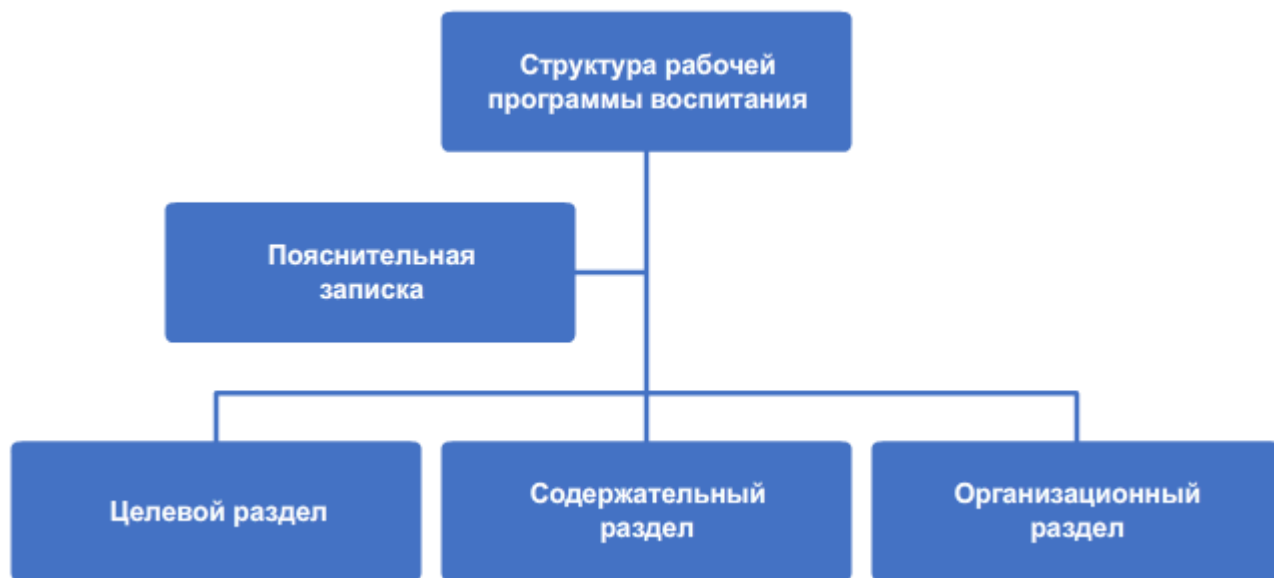 Структура рабочей
программы воспитания
Пояснительная
записка
Целевой раздел
Содержательный
раздел
Организационный
раздел